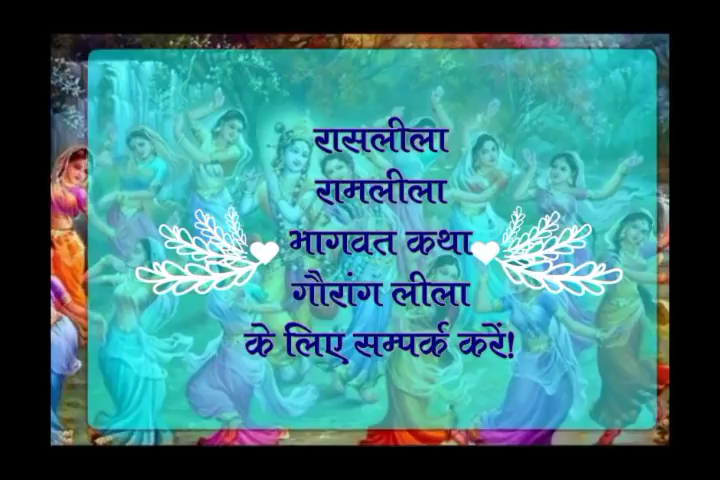 रासलीला
रामलीला
भागवत कथा
गौरांग लीला
के लिए सम्पर्क करें!